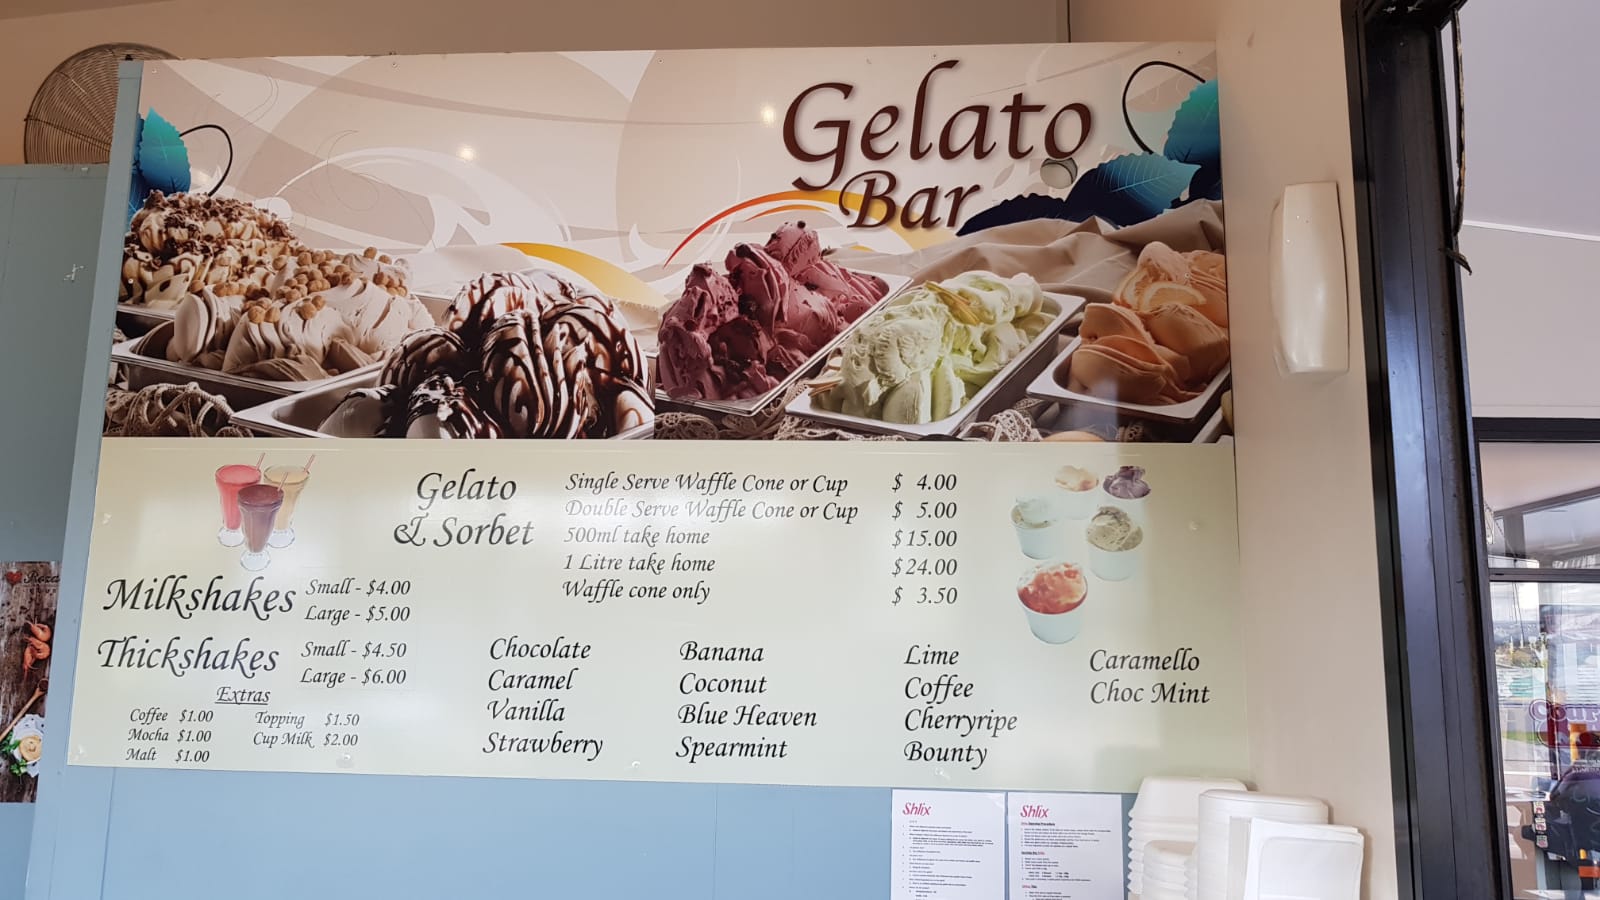 Gelato
Bar
Gelato
& Sorbet
Single Serve Waffle Cone or Cup $ 4.00
Double Serve Waffle Cone or Cup $ 5.00
500ml take home $15.00
1 Litre take home $24.00
Waffle cone only $ 3.50
Milkshakes
Small - $4.00
Large - $5.00
Thickshakes
Small - $4.50
Large - $6.00
Extras
Coffee $1.00
Mocha $1.00
Malt $1.00
Topping $1.50
Cup Milk $2.00
Chocolate
Caramel
Vanilla
Strawberry
Banana
Coconut
Blue Heaven
Spearmint
Lime
Coffee
Cherryripe
Bounty
Caramello
Choc Mint
Shlix
Shlix